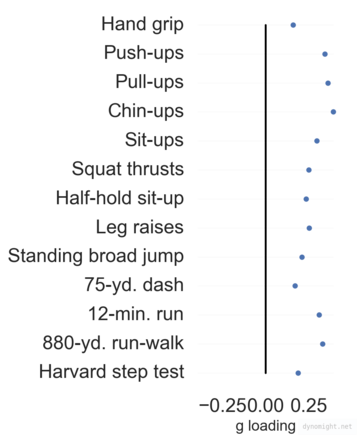 Hand grip
Push-ups
Pull-ups
Chin-ups
Sit-ups
Squat thrusts
Half-hold sit-up
Leg raises
Standing broad jump
75-yd. dash
12-min. run
880-yd. run-walk
Harvard step test
−0.25 0.00 0.25
g loading
dynomight.net